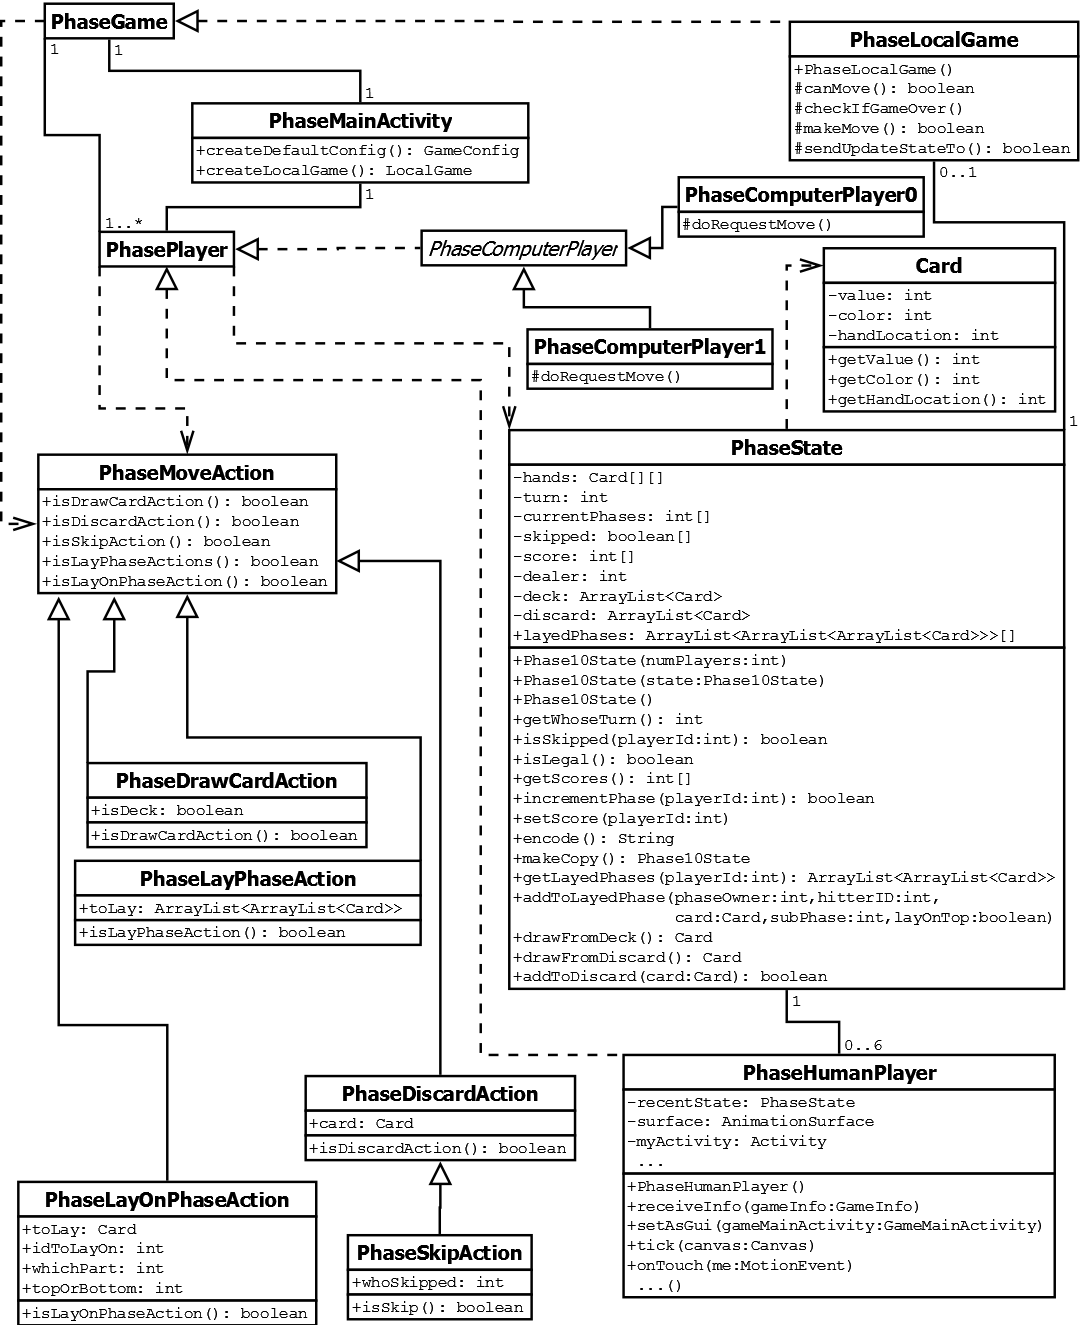 PhaseGame
1
1
PhaseLocalGame
+PhaseLocalGame()
#canMove(): boolean
#checkIfGameOver()
#makeMove(): boolean
#sendUpdateStateTo(): boolean
0..1
1
PhaseMainActivity
+createDefaultConfig(): GameConfig
+createLocalGame(): LocalGame
1
1..*
PhasePlayer
PhaseComputerPlayer
PhaseComputerPlayer0
#doRequestMove()
PhaseComputerPlayer1
#doRequestMove()
Card
-value: int
-color: int
-handLocation: int
+getValue(): int
+getColor(): int
+getHandLocation(): int
1
PhaseMoveAction
+isDrawCardAction(): boolean
+isDiscardAction(): boolean
+isSkipAction(): boolean
+isLayPhaseActions(): boolean
+isLayOnPhaseAction(): boolean
PhaseState
-hands: Card[][]
-turn: int
-currentPhases: int[]
-skipped: boolean[]
-score: int[]
-dealer: int
-deck: ArrayList<Card>
-discard: ArrayList<Card>
+layedPhases: ArrayList<ArrayList<ArrayList<Card>>>[]
+Phase10State(numPlayers:int)
+Phase10State(state:Phase10State)
+Phase10State()
+getWhoseTurn(): int
+isSkipped(playerId:int): boolean
+isLegal(): boolean
+getScores(): int[]
+incrementPhase(playerId:int): boolean
+setScore(playerId:int)
+encode(): String
+makeCopy(): Phase10State
+getLayedPhases(playerId:int): ArrayList<ArrayList<Card>>
+addToLayedPhase(phaseOwner:int,hitterID:int,
card:Card,subPhase:int,layOnTop:boolean)
+drawFromDeck(): Card
+drawFromDiscard(): Card
+addToDiscard(card:Card): boolean
1
0..6
PhaseDrawCardAction
+isDeck: boolean
+isDrawCardAction(): boolean
PhaseLayPhaseAction
+toLay: ArrayList<ArrayList<Card>>
+isLayPhaseAction(): boolean
PhaseDiscardAction
+card: Card
+isDiscardAction(): boolean
PhaseHumanPlayer
-recentState: PhaseState
-surface: AnimationSurface
-myActivity: Activity
...
+PhaseHumanPlayer()
+receiveInfo(gameInfo:GameInfo)
+setAsGui(gameMainActivity:GameMainActivity)
+tick(canvas:Canvas)
+onTouch(me:MotionEvent)
...()
PhaseLayOnPhaseAction
+toLay: Card
+idToLayOn: int
+whichPart: int
+topOrBottom: int
+isLayOnPhaseAction(): boolean
PhaseSkipAction
+whoSkipped: int
+isSkip(): boolean